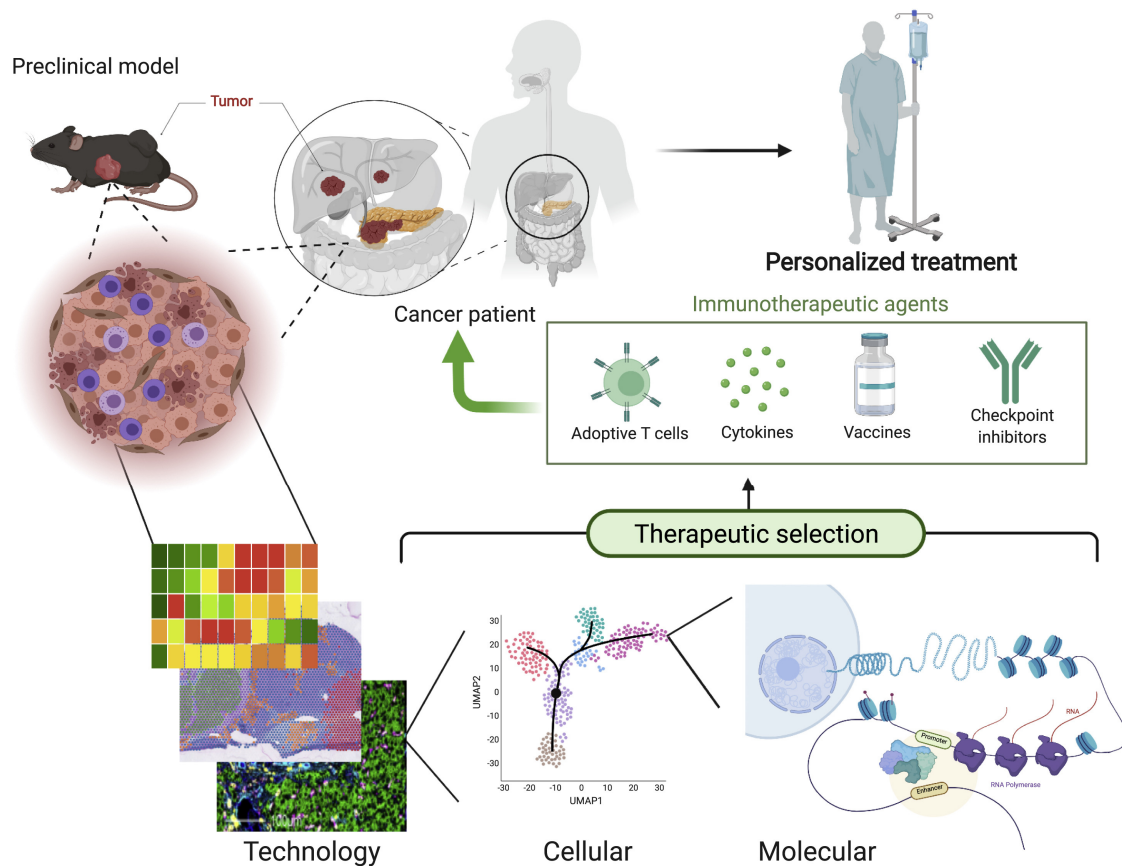 Preclinical model
Tumor
Cancer patient
Personalized treatment
Immunotherapeutic agents
Adoptive T cells
Cytokines
Vaccines
Checkpoint
inhibitors
Therapeutic selection
100µm
Technology
UMAP2
30
20
10
0
-10
-20
-30
-30
-20
-10
0
10
20
30
UMAP1
Cellular
RNA
Promoter
RNA Polymerase
Enhancer
Molecular